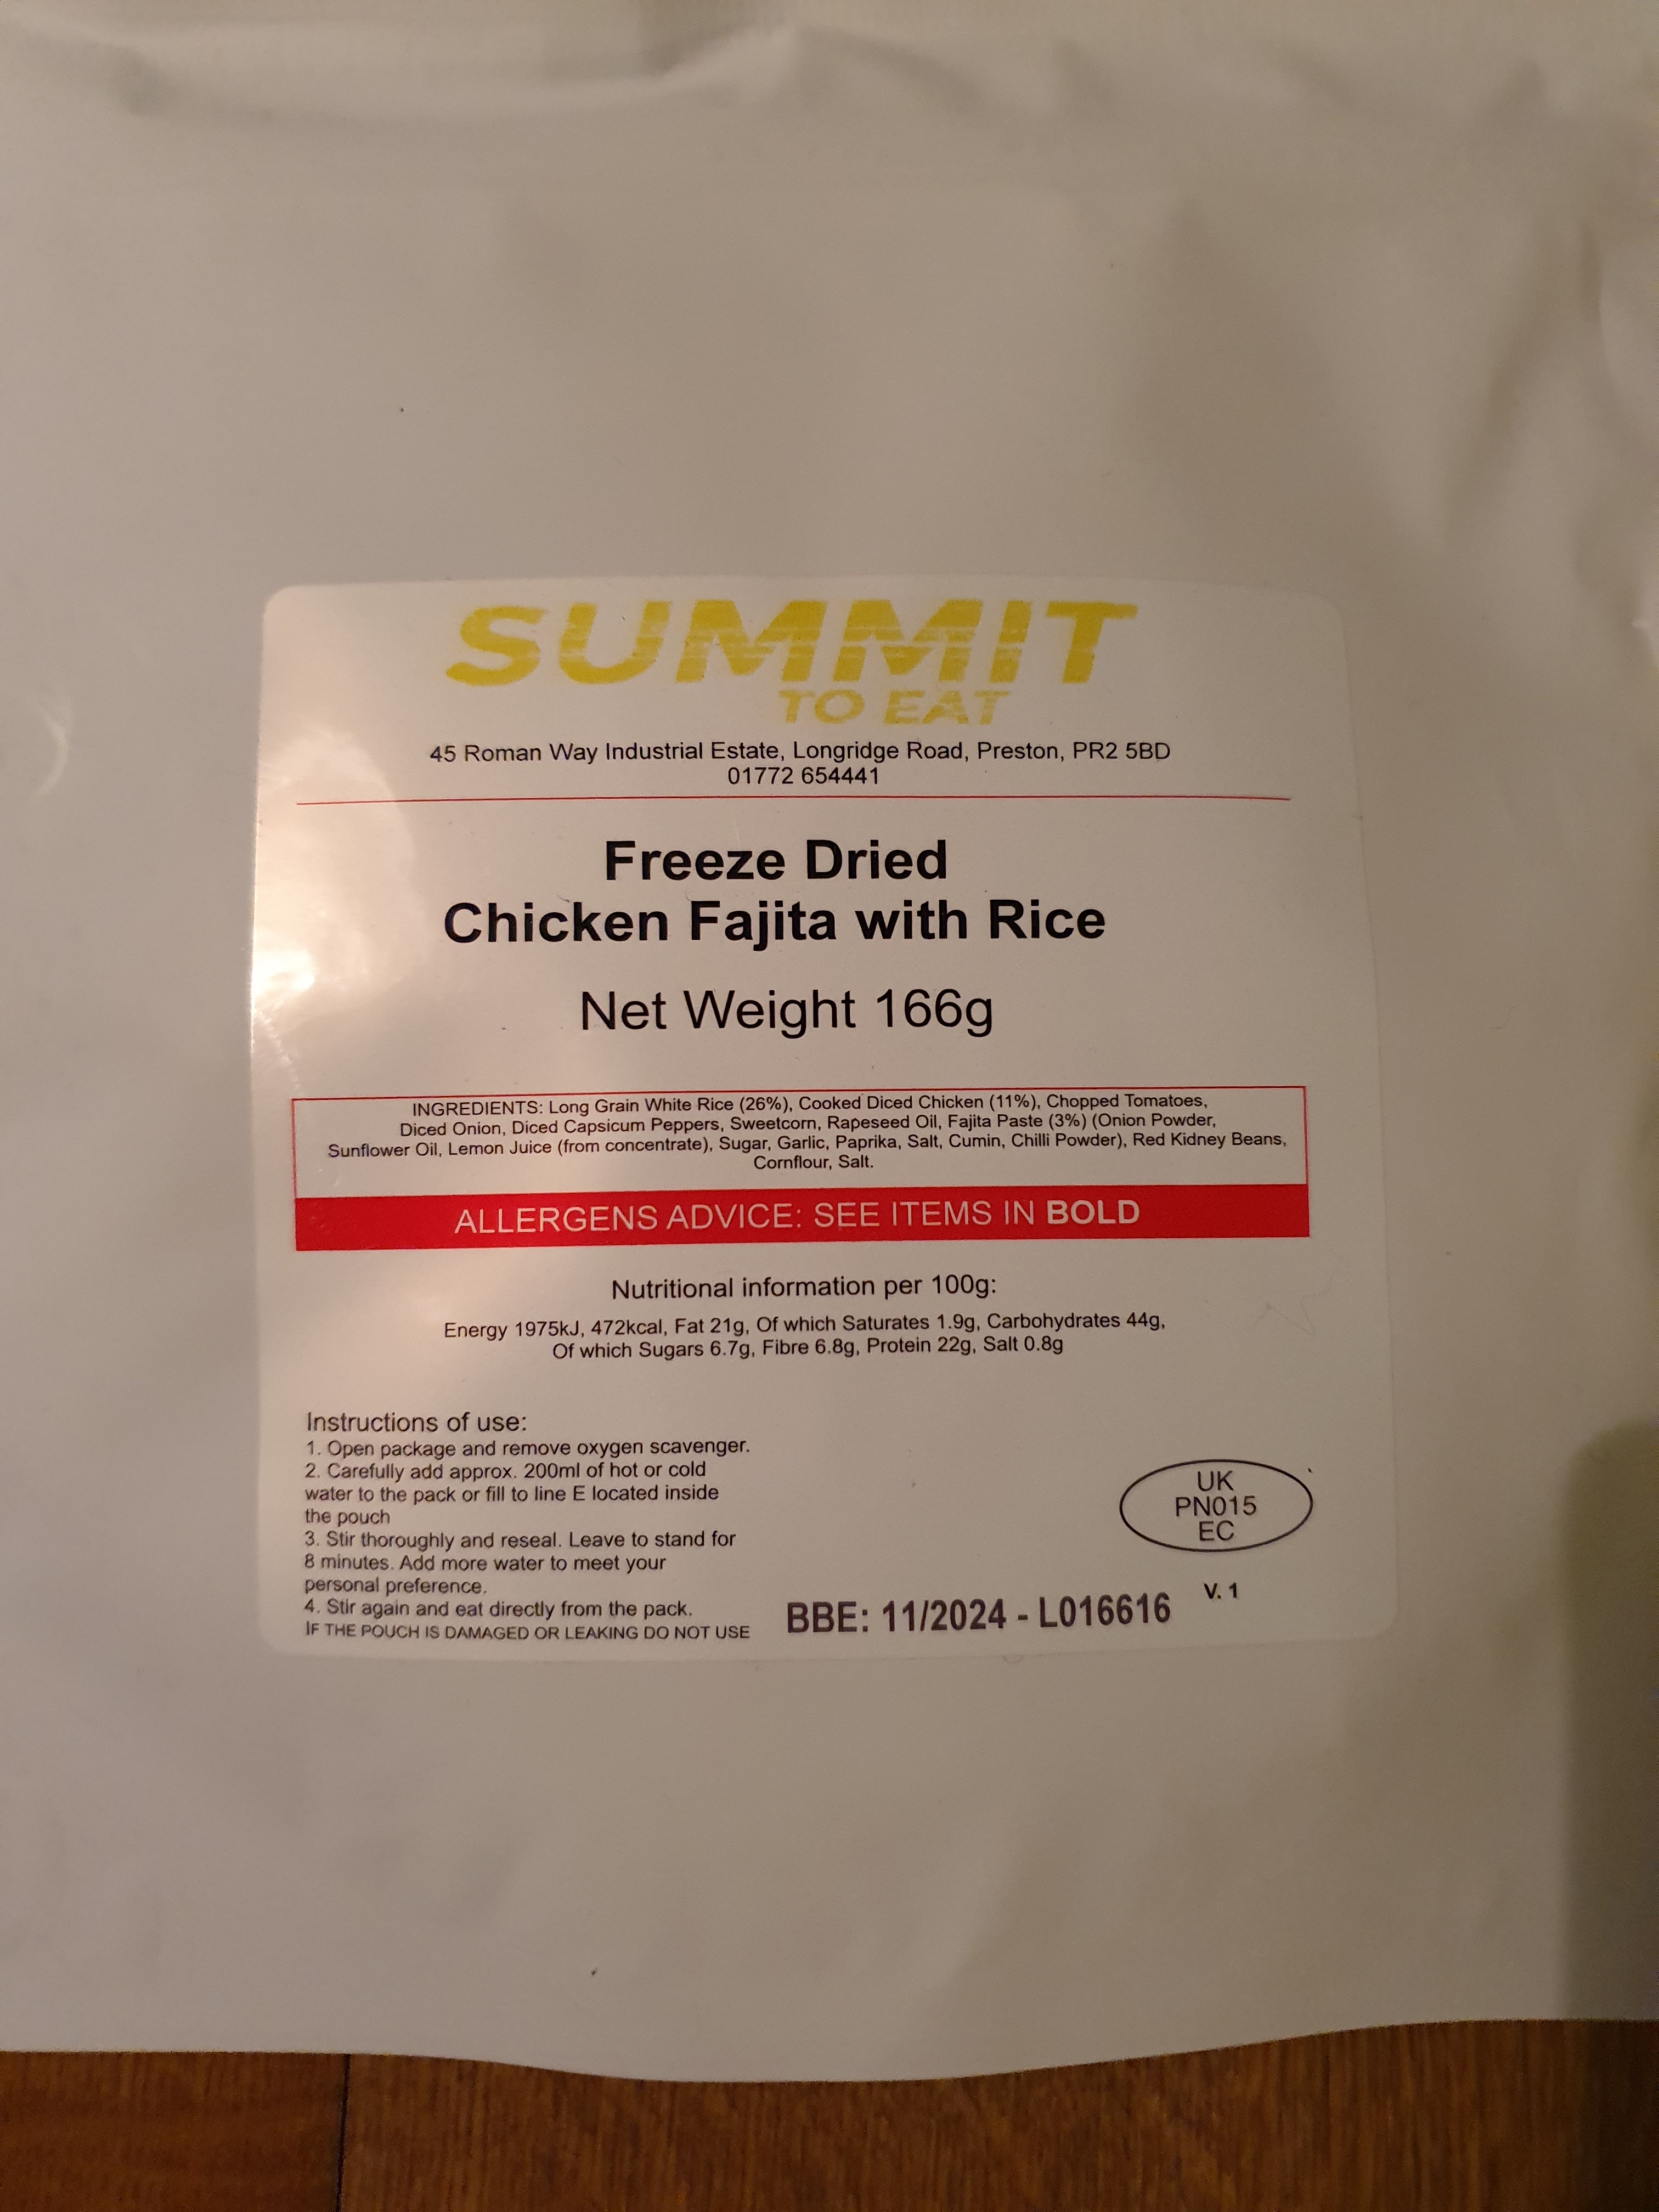 SUMMIT
TO EAT
45 Roman Way Industrial Estate, Longridge Road, Preston, PR2 5BD
01772 654441
Freeze Dried
Chicken Fajita with Rice
Net Weight 166g
INGREDIENTS: Long Grain White Rice (26%), Cooked Diced Chicken (11%), Chopped Tomatoes,
Diced Onion, Diced Capsicum Peppers, Sweetcorn, Rapeseed Oil, Fajita Paste (3%) (Onion Powder,
Sunflower Oil, Lemon Juice (from concentrate), Sugar, Garlic, Paprika, Salt, Cumin, Chilli Powder), Red Kidney Beans,
Cornflour, Salt.
ALLERGENS ADVICE: SEE ITEMS IN BOLD
Nutritional information per 100g:
Energy 1975kJ, 472kcal, Fat 21g, Of which Saturates 1.9g, Carbohydrates 44g,
Of which Sugars 6.7g, Fibre 6.8g, Protein 22g, Salt 0.8g
Instructions of use:
1. Open package and remove oxygen scavenger.
2. Carefully add approx. 200ml of hot or cold
water to the pack or fill to line E located inside
the pouch
3. Stir thoroughly and reseal. Leave to stand for
8 minutes. Add more water to meet your
personal preference.
4. Stir again and eat directly from the pack.
IF THE POUCH IS DAMAGED OR LEAKING DO NOT USE
UK
PN015
EC
V. 1
BBE: 11/2024 - L016616